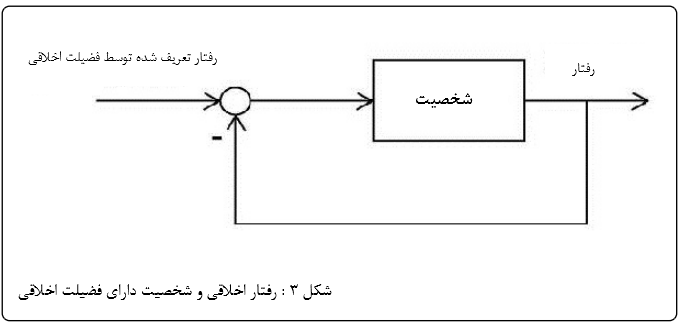 رفتار تعریف شده توسط فضیلت اخلاقی
رفتار
شخصیت
-
شکل ۳ : رفتار اخلاقی و شخصیت دارای فضیلت اخلاقی